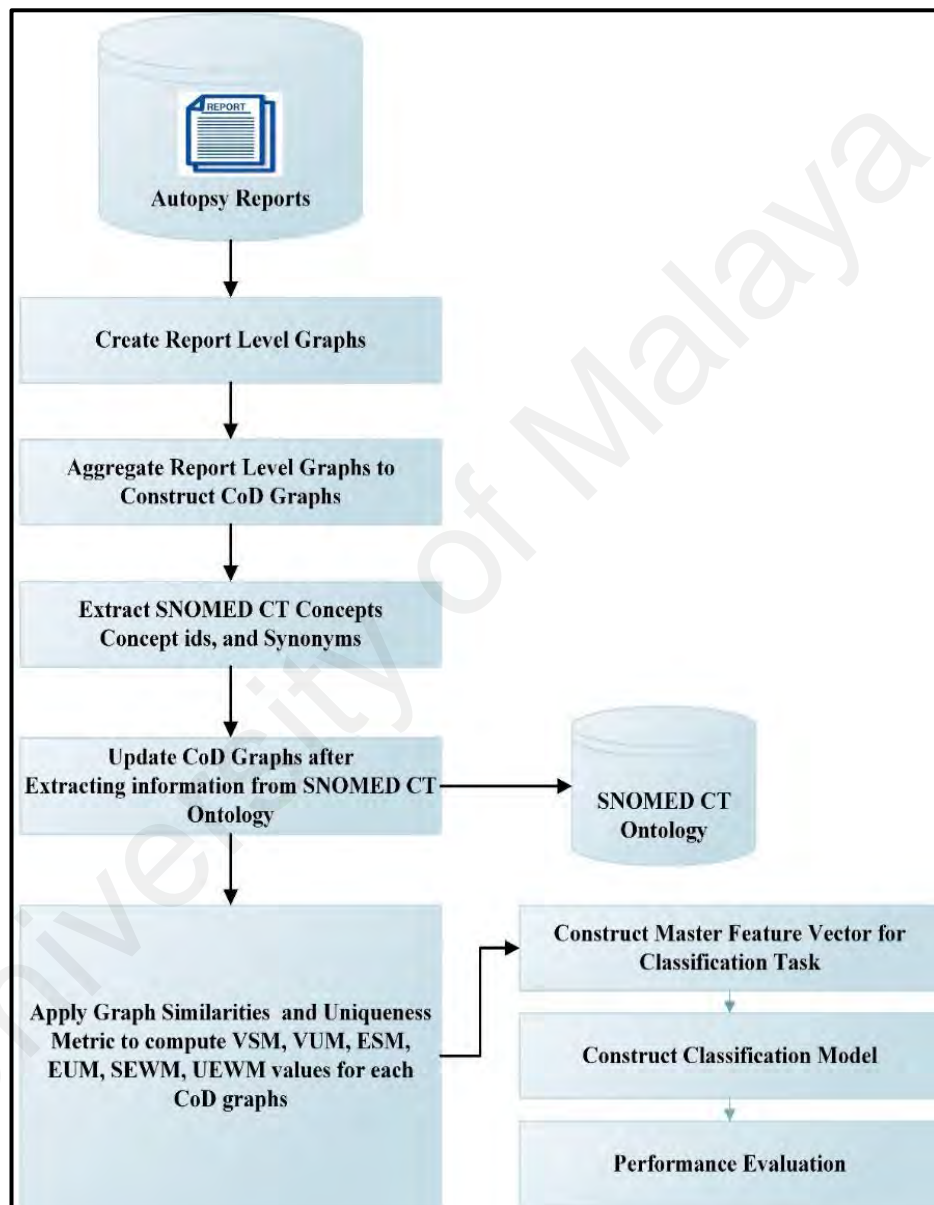 REPORT
Autopsy Reports
Create Report Level Graphs
Aggregate Report Level Graphs to
Construct CoD Graphs
Extract SNOMED CT Concepts
Concept ids, and Synonyms
Update CoD Graphs after
Extracting information from SNOMED CT
Ontology
SNOMED CT
Ontology
Apply Graph Similarities and Uniqueness
Metric to compute VSM, VUM, ESM,
EUM, SEWM, UEWM values for each
CoD graphs
Construct Master Feature Vector for
Classification Task
Construct Classification Model
Performance Evaluation
University of Malaya